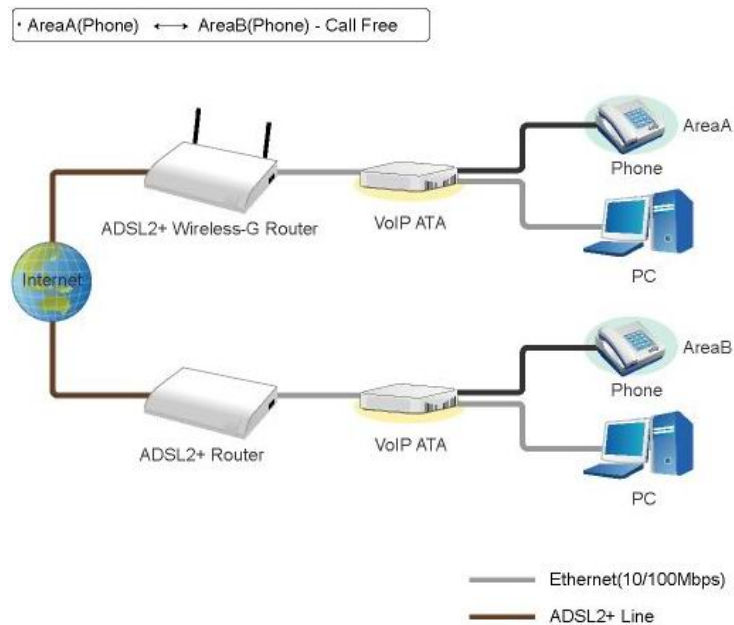 · AreaA(Phone) ⟷ AreaB(Phone) - Call Free
AreaA
Phone
ADSL2+ Wireless-G Router
VoIP ATA
PC
Internet
AreaB
Phone
ADSL2+ Router
VoIP ATA
PC
Ethernet(10/100Mbps)
ADSL2+ Line